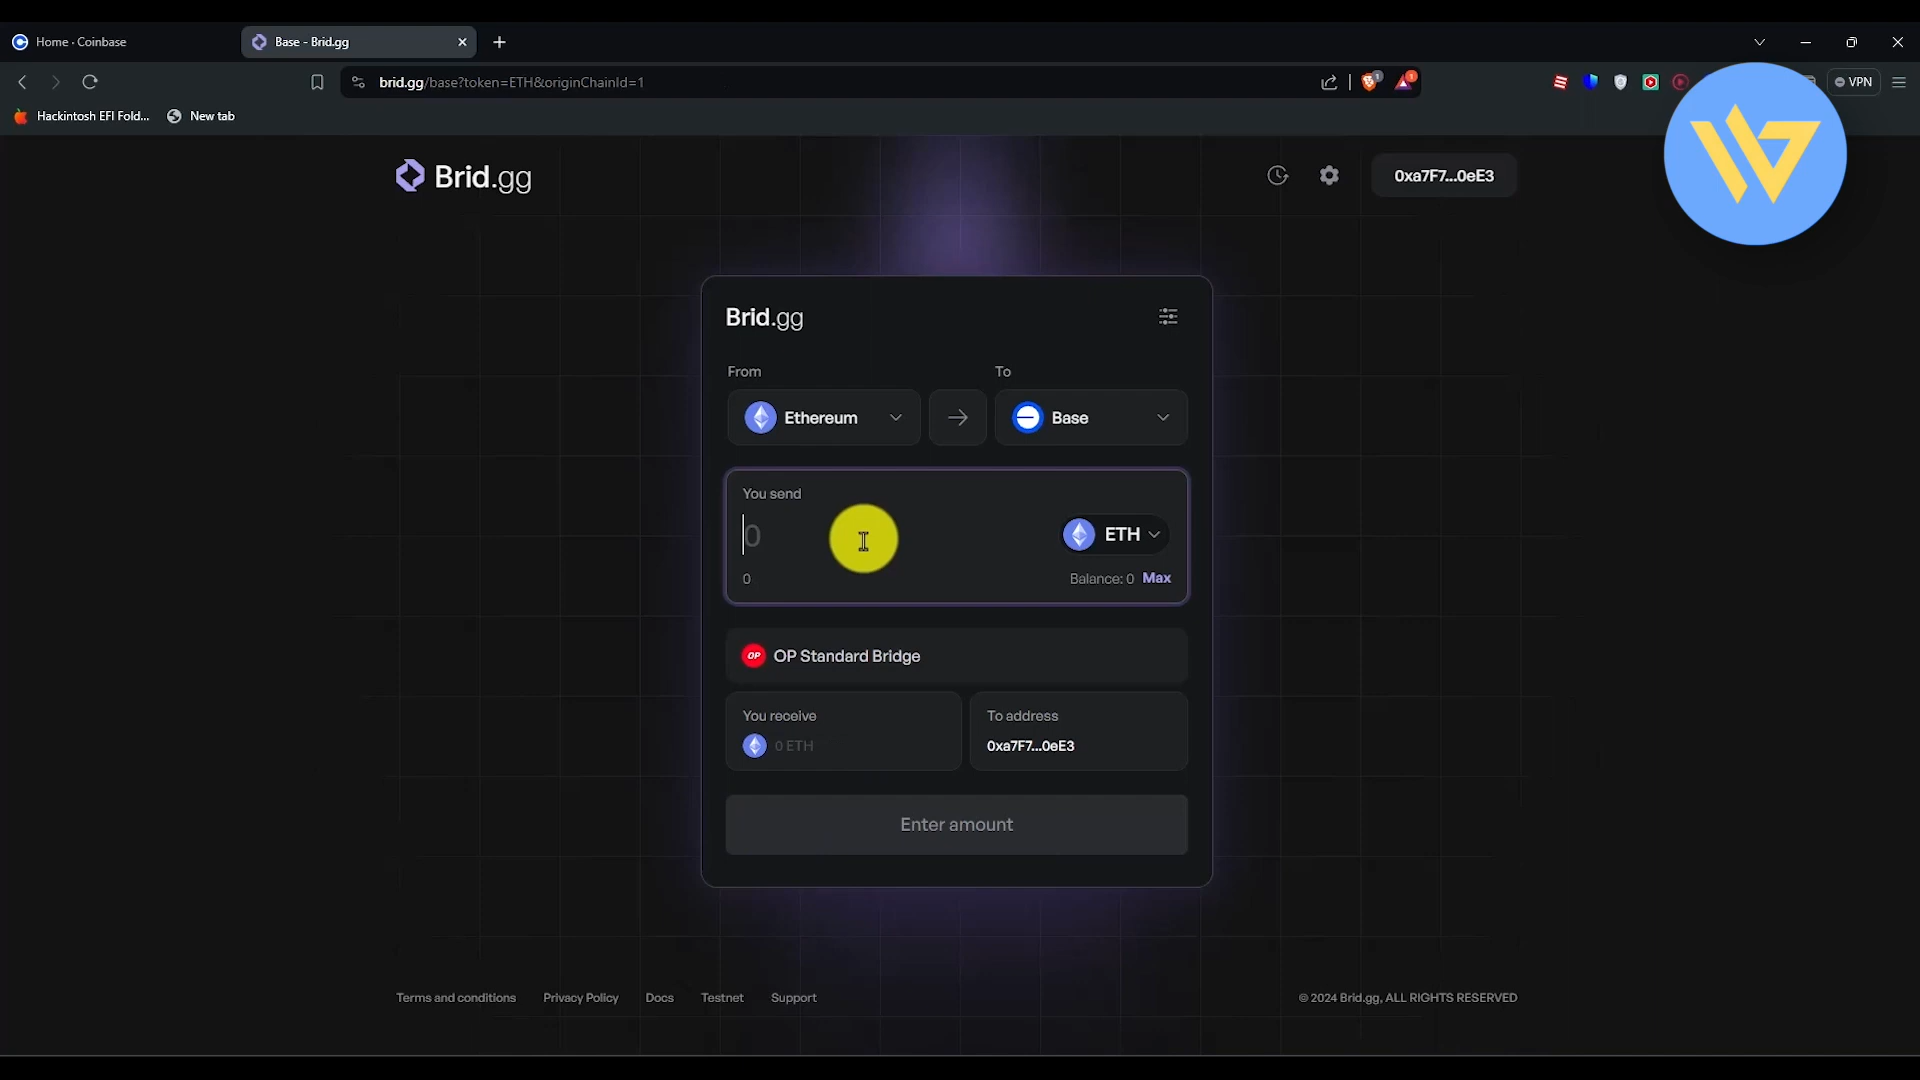 Home - Coinbase
Base - Brid.gg
brid.gg/base?token=ETH&originChainId=1
1
1
VPN
Hackintosh EFI Fold...
New tab
Brid.gg
0xa7F7...0eE3
Brid.gg
From
To
Ethereum
Base
You send
0
ETH
0
Balance: 0 Max
OP OP Standard Bridge
You receive
To address
0 ETH
0xa7F7...0eE3
Enter amount
Terms and conditions
Privacy Policy
Docs
Testnet
Support
© 2024 Brid.gg, ALL RIGHTS RESERVED